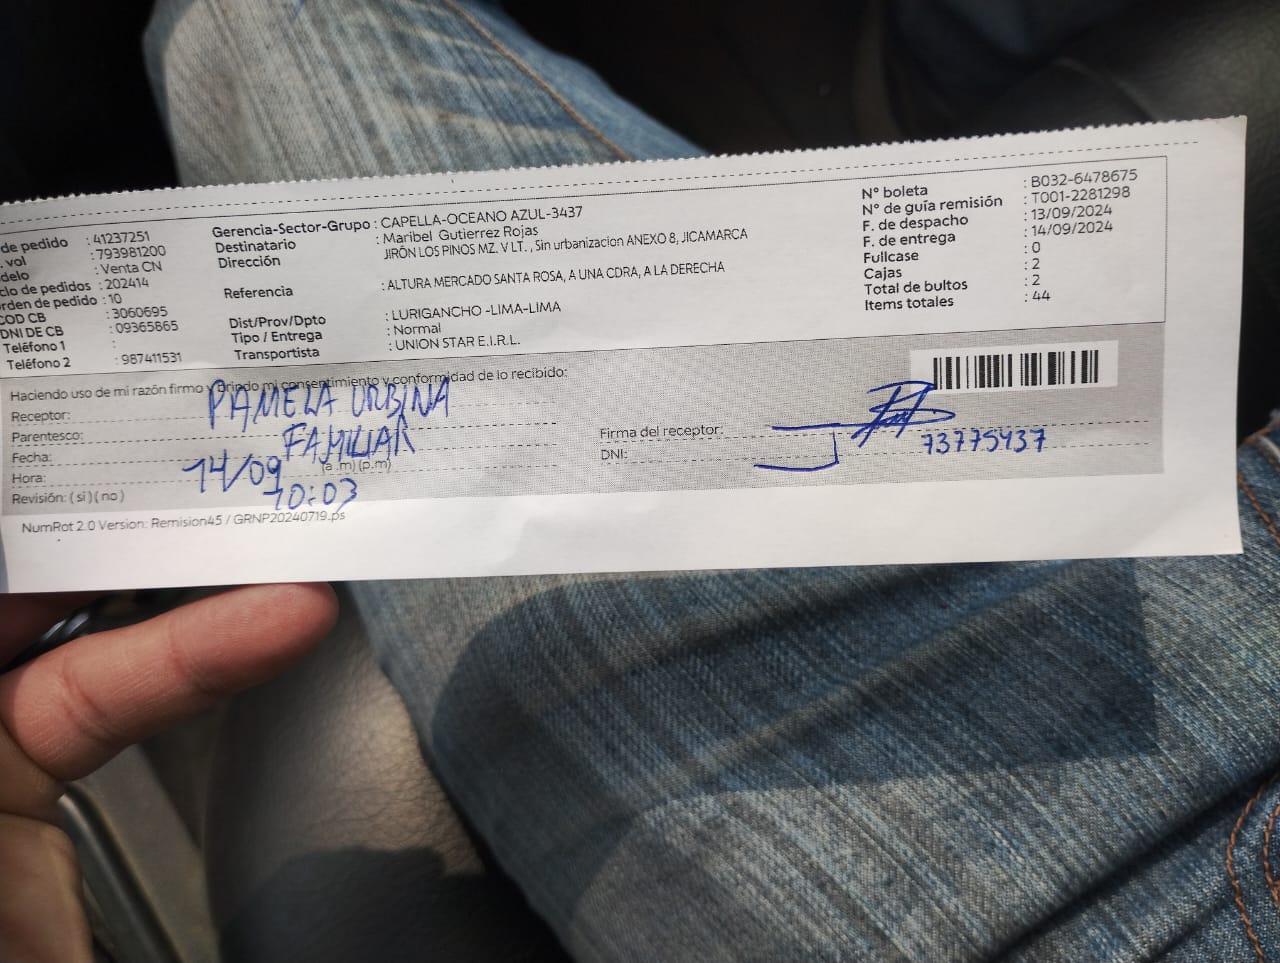 de pedido : 41237251
. vol : 793981200
delo : Venta CN
clo de pedidos : 202414
rden de pedido : 10
COD CB : 3060695
DNI DE CB : 09365865
Teléfono 1 :
Teléfono 2 : 987411531
Gerencia-Sector-Grupo : CAPELLA-OCEANO AZUL-3437
Destinatario : Maribel Gutierrez Rojas
Dirección JIRÓN LOS PINOS MZ. V LT. , Sin urbanizacion ANEXO 8, JICAMARCA
Referencia : ALTURA MERCADO SANTA ROSA, A UNA CDRA, A LA DERECHA
Dist/Prov/Dpto : LURIGANCHO -LIMA-LIMA
Tipo / Entrega : Normal
Transportista : UNION STAR E.I.R.L.
N° boleta : B032-6478675
N° de guía remisión : T001-2281298
F. de despacho : 13/09/2024
F. de entrega : 14/09/2024
Fullcase : 0
Cajas : 2
Total de bultos : 2
Items totales : 44
Haciendo uso de mi razón firmo y brindo mi consentimiento y conformidad de lo recibido:
Receptor: PAMELA URBINA
Parentesco: FAMILIAR
Fecha: 14/09
Hora: 10:03 (a .m) (p.m)
Revisión: ( si ) ( no )
Firma del receptor:
DNI: 73775937
NumRot 2.0 Version: Remision45 / GRNP20240719.ps